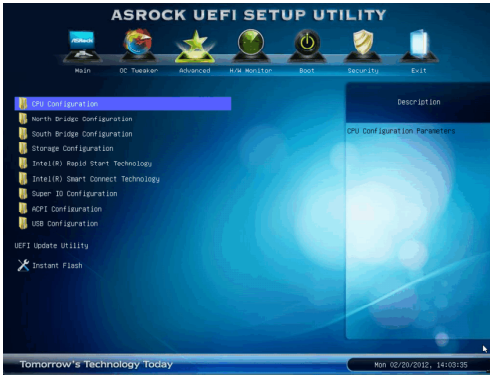 ASROCK UEFI SETUP UTILITY
ASRock
Main
OC Tweaker
Advanced
H/W Monitor
Boot
Security
Exit
CPU Configuration
North Bridge Configuration
South Bridge Configuration
Storage Configuration
Intel(R) Rapid Start Technology
Intel(R) Smart Connect Technology
Super IO Configuration
ACPI Configuration
USB Configuration
UEFI Update Utility
Instant Flash
Description
CPU Configuration Parameters
Tomorrow's Technology Today
Mon 02/20/2012, 14:03:35